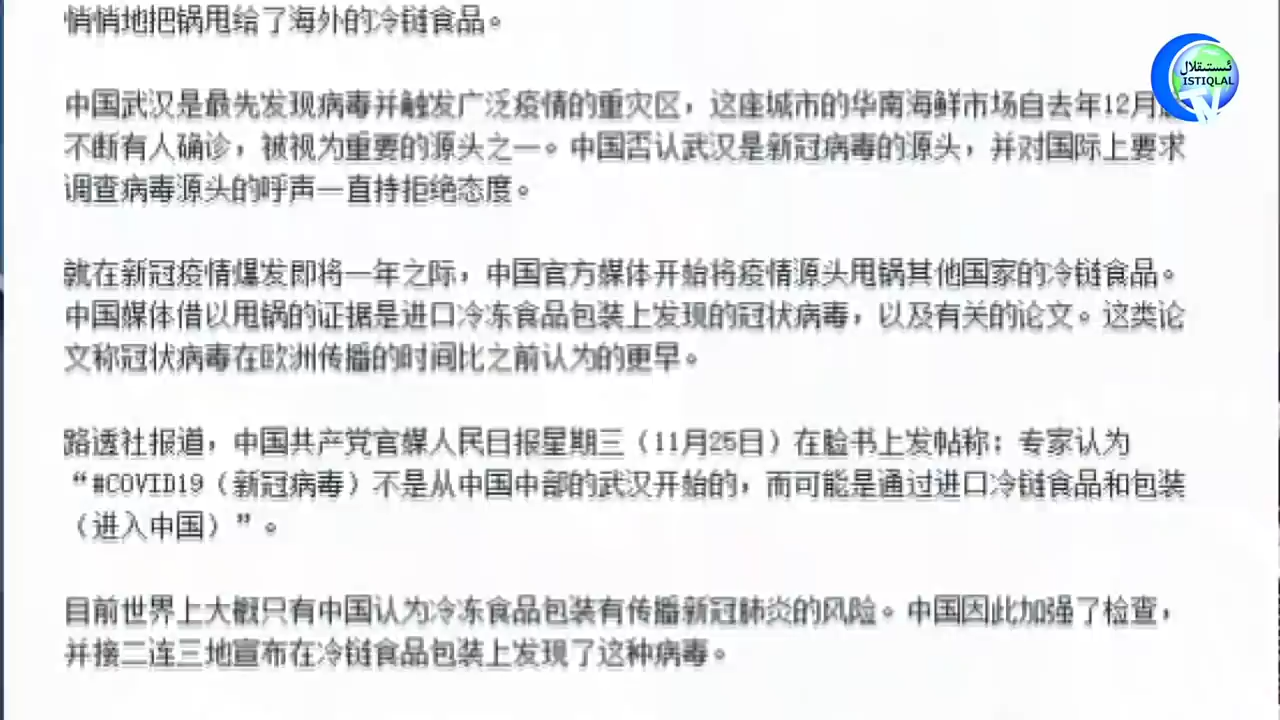 悄悄地把锅甩给了海外的冷链食品。
ئىستىقلال
ISTIQLAL
TV
中国武汉是最先发现病毒并触发广泛疫情的重灾区，这座城市的华南海鲜市场自去年12月
不断有人确诊，被视为重要的源头之一。中国否认武汉是新冠病毒的源头，并对国际上要求
调查病毒源头的呼声一直持拒绝态度。
就在新冠疫情爆发即将一年之际，中国官方媒体开始将疫情源头甩锅其他国家的冷链食品。
中国媒体借以甩锅的证据是进口冷冻食品包装上发现的冠状病毒，以及有关的论文。这类论
文称冠状病毒在欧洲传播的时间比之前认为的更早。
路透社报道，中国共产党官媒人民日报星期三（11月25日）在脸书上发帖称：专家认为
“#COVID19（新冠病毒）不是从中国中部的武汉开始的，而可能是通过进口冷链食品和包装
（进入中国）”。
目前世界上大概只有中国认为冷冻食品包装有传播新冠肺炎的风险。中国因此加强了检查，
并接二连三地宣布在冷链食品包装上发现了这种病毒。